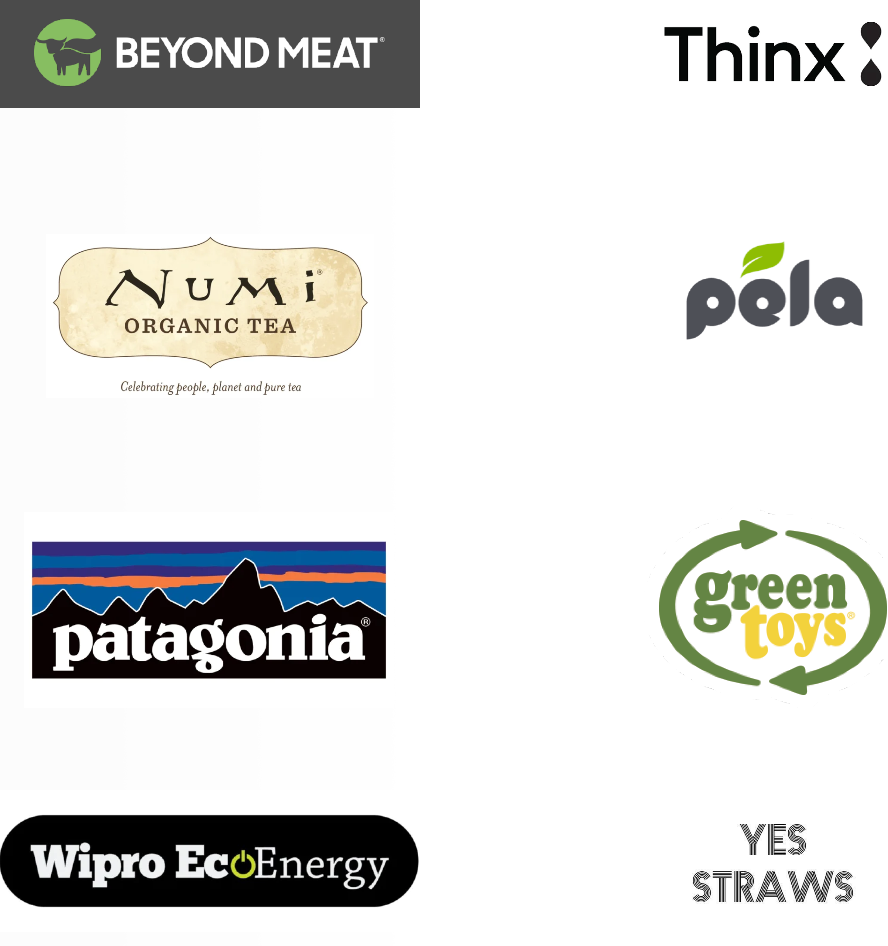 BEYOND MEAT®
Thinx
NUMi®
ORGANIC TEA
Celebrating people, planet and pure tea
pela
patagonia®
green
toys®
Wipro EcoEnergy
YES
STRAWS